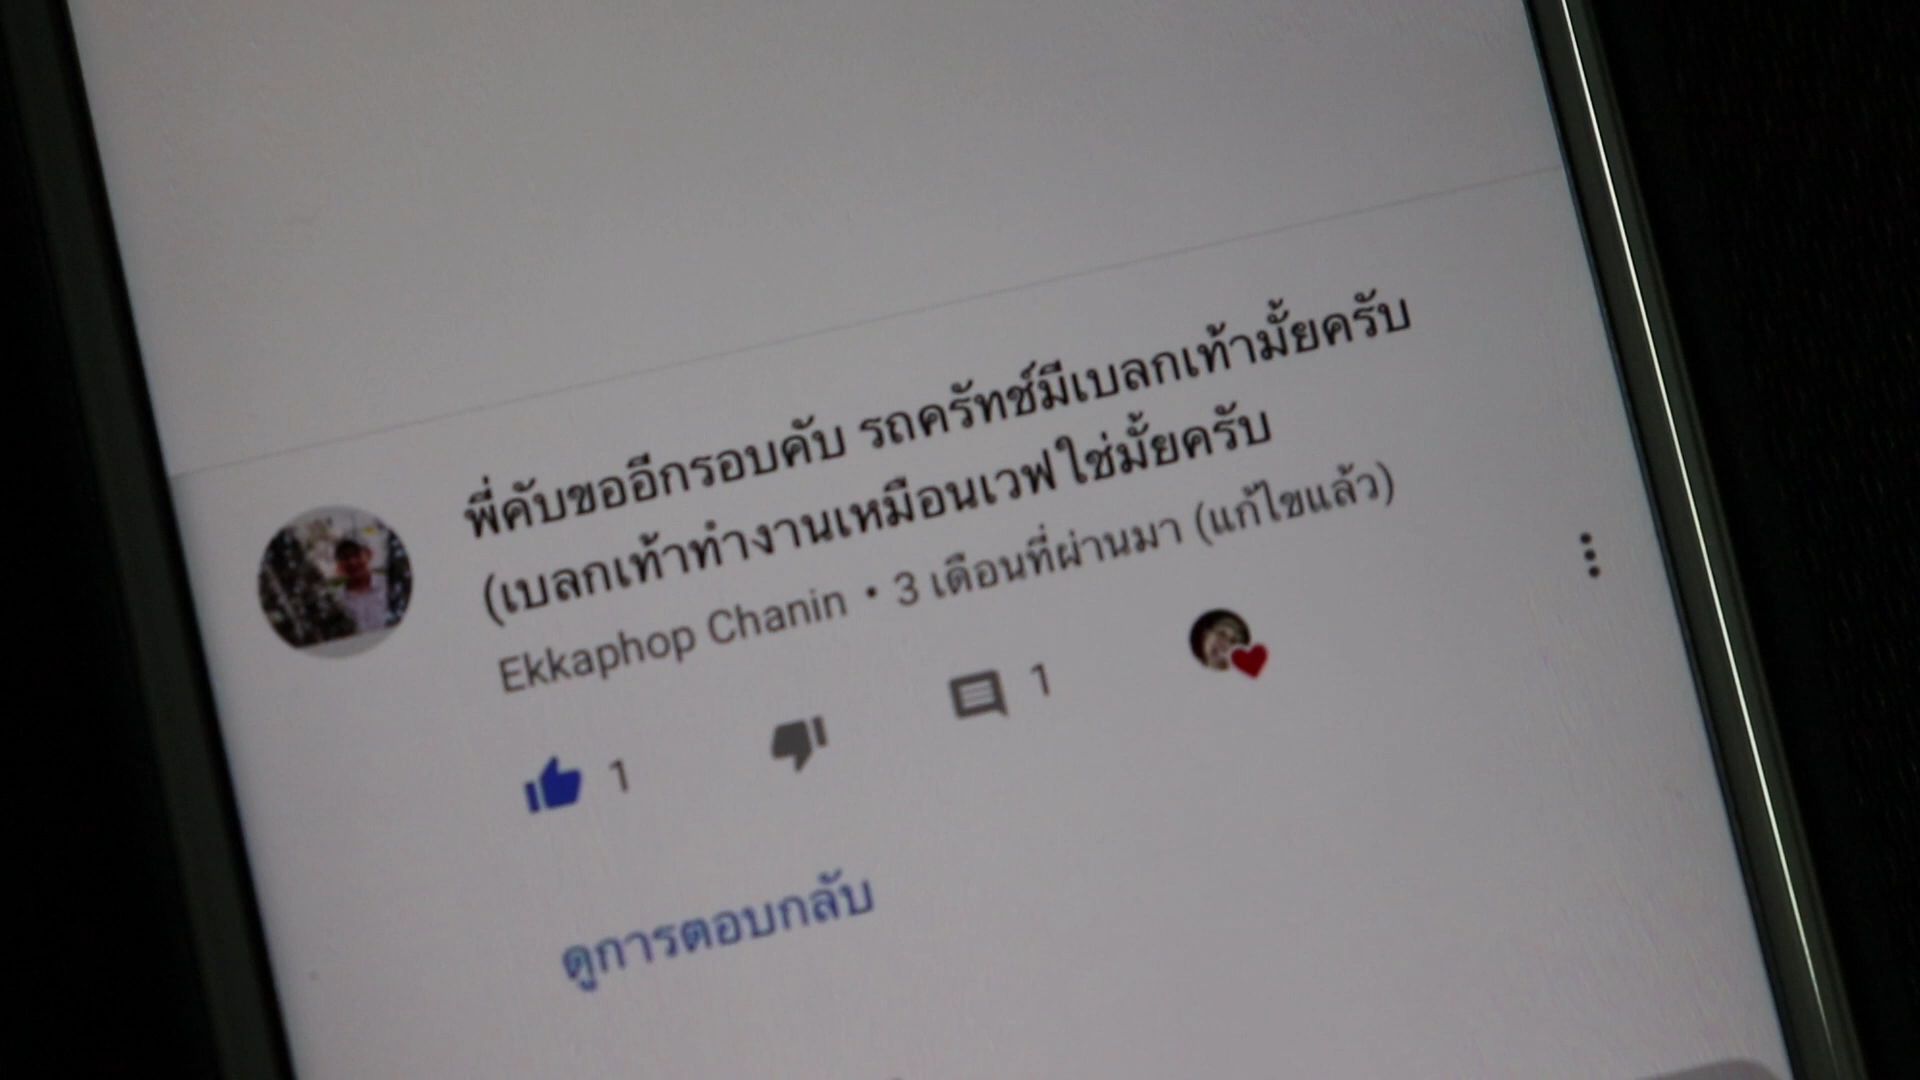 พี่คับขออีกรอบคับ รถครัทช์มีเบลกเท้ามั้ยครับ
(เบลกเท้าทำงานเหมือนเวฟใช่มั้ยครับ
Ekkaphop Chanin • 3 เดือนที่ผ่านมา (แก้ไขแล้ว)
1
1
ดูการตอบกลับ